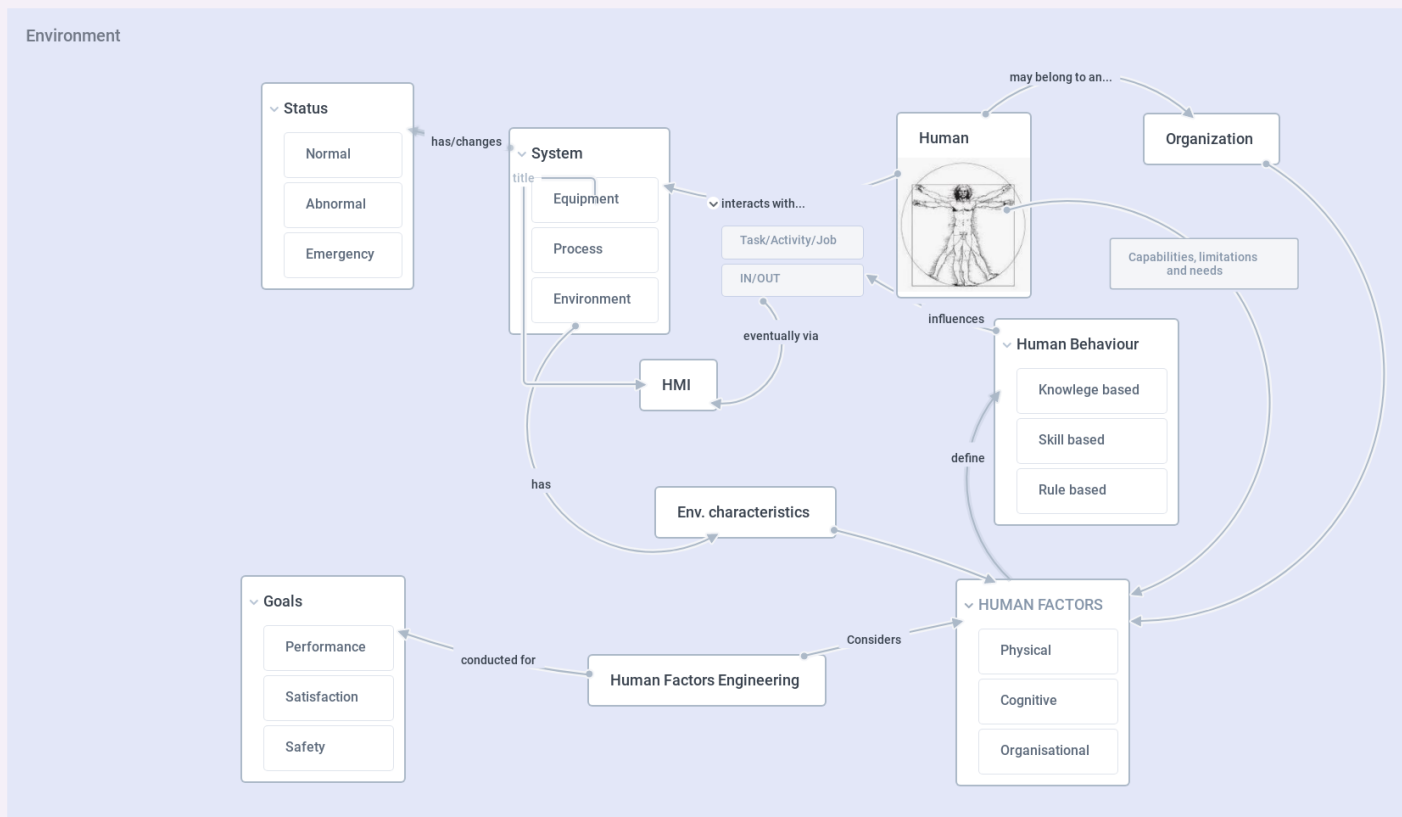 Environment
Status
Normal
Abnormal
Emergency
has/changes
System
title
Equipment
Process
Environment
interacts with...
Task/Activity/Job
IN/OUT
eventually via
HMI
Human
may belong to an...
Organization
Capabilities, limitations
and needs
influences
Human Behaviour
Knowlege based
Skill based
Rule based
define
has
Env. characteristics
Goals
Performance
Satisfaction
Safety
conducted for
Human Factors Engineering
Considers
HUMAN FACTORS
Physical
Cognitive
Organisational